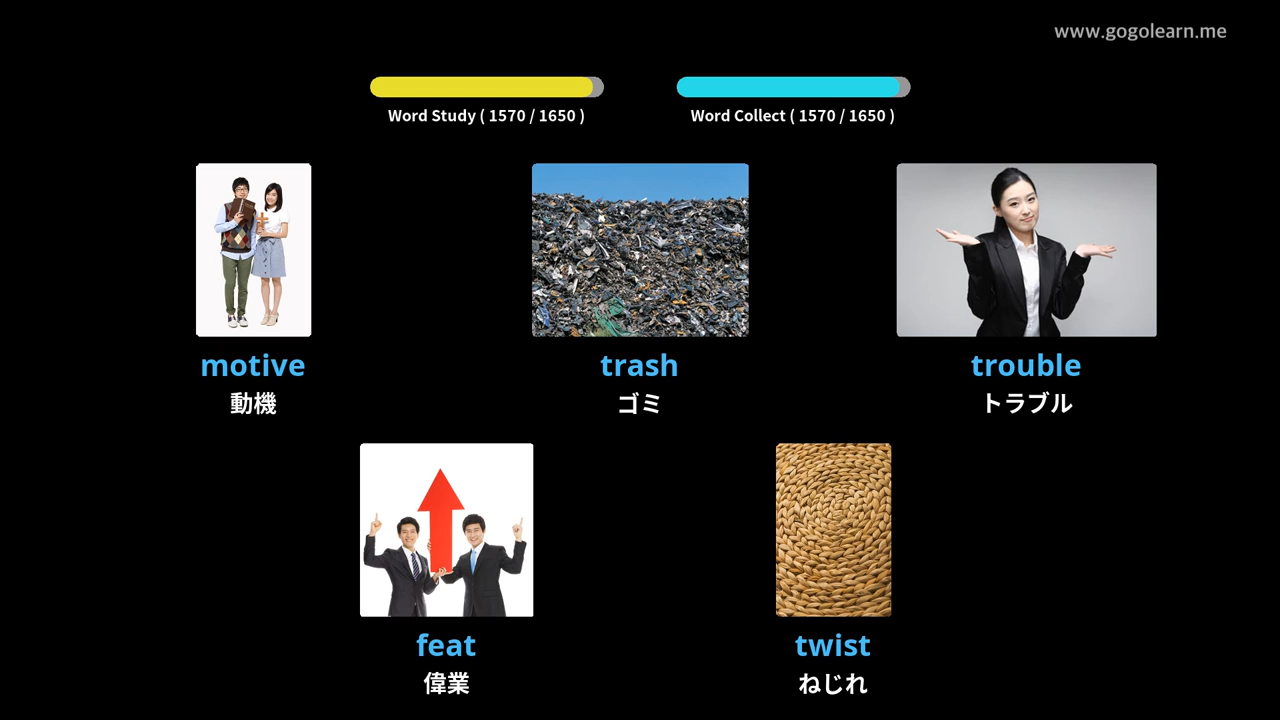 www.gogolearn.me
Word Study ( 1570 / 1650 )
Word Collect ( 1570 / 1650 )
motive
動機
trash
ゴミ
trouble
トラブル
feat
偉業
twist
ねじれ